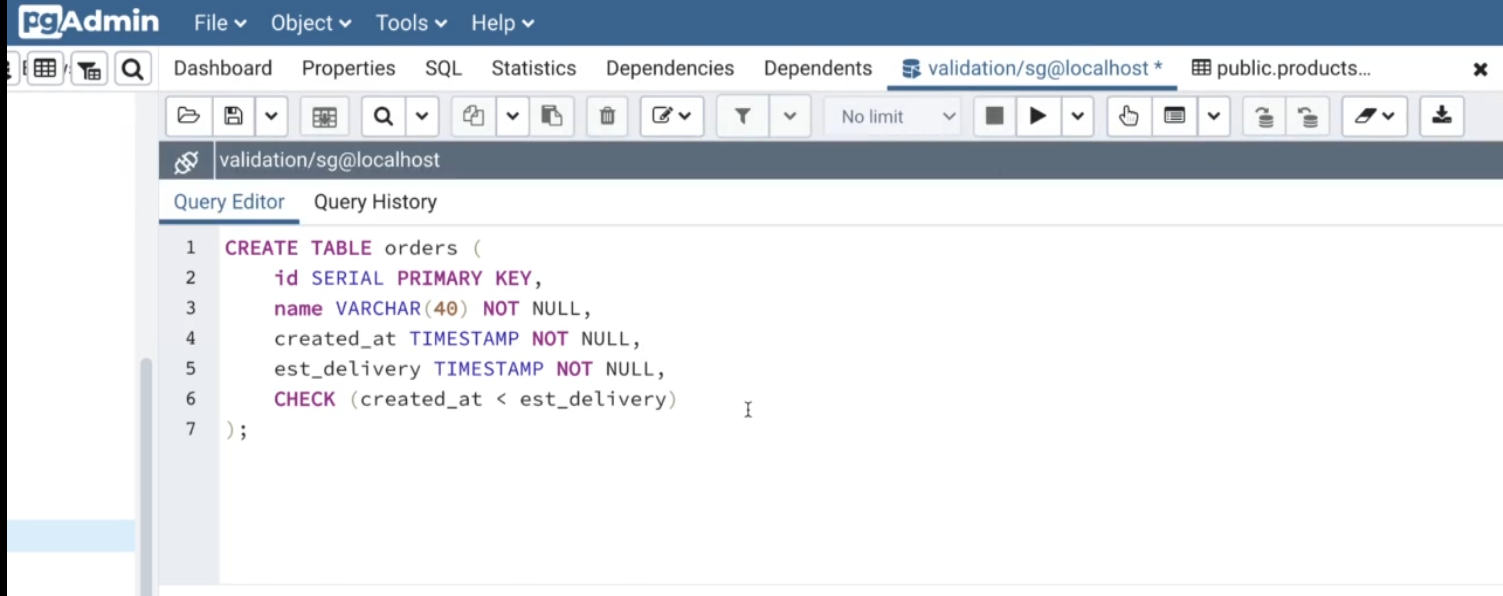 pgAdmin File Object Tools Help
Dashboard Properties SQL Statistics Dependencies Dependents validation/sg@localhost * public.products...
No limit
validation/sg@localhost
Query Editor Query History
1 CREATE TABLE orders (
2 id SERIAL PRIMARY KEY,
3 name VARCHAR(40) NOT NULL,
4 created_at TIMESTAMP NOT NULL,
5 est_delivery TIMESTAMP NOT NULL,
6 CHECK (created_at < est_delivery)
7 );